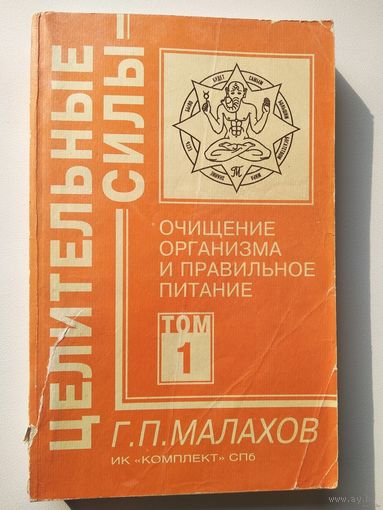 ЦЕЛИТЕЛЬНЫЕ
СИЛЫ
ОЧИЩЕНИЕ
ОРГАНИЗМА
И ПРАВИЛЬНОЕ
ПИТАНИЕ
ТОМ
1
Г.П.МАЛАХОВ
ИК «КОМПЛЕКТ» СПб